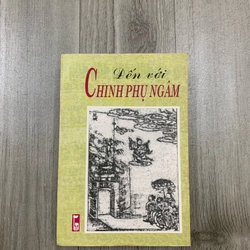 Đến với
CHINH PHỤ NGÂM